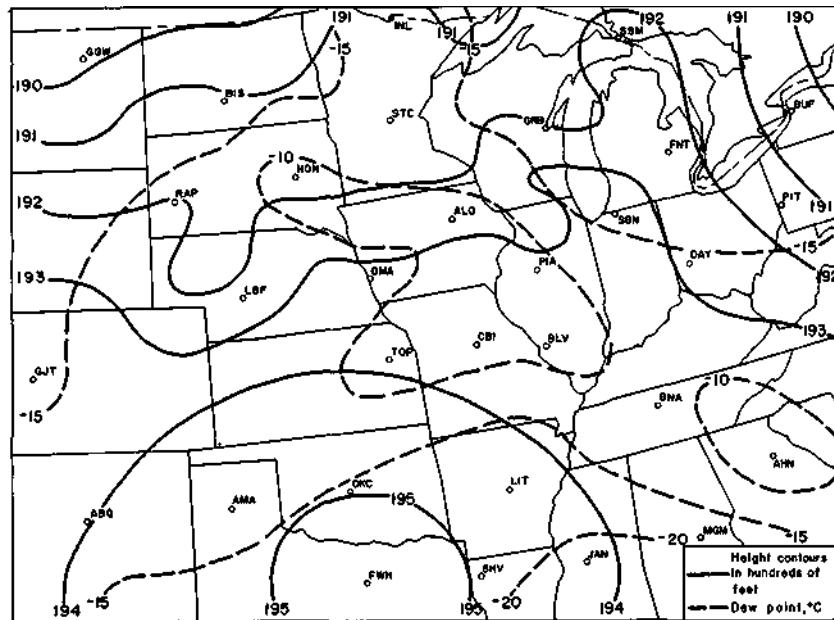 191 192 191 190
GGW -15 INL 191 -15 SSM
190 BIS BUF
STC GRB
191 FNT
-10 HON
192 RAP PIT
ALO SBN 191
-15
193 OMA PIA DAY 192
LBF
193
TOP CBI BLV
GJT
-15 -10
BNA
AHN
LIT
OKC 195
ABQ AMA
-20 MGM -15
JAN
FWH SHV
194 -15 195 195 -20 194
Height contours
in hundreds of
feet
Dew point, °C